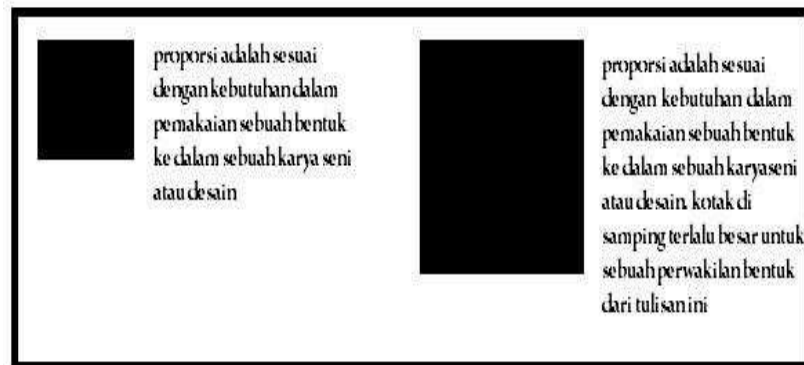 proporsi adalah sesuai
dengan kebutuhan dalam
pemakaian sebuah bentuk
ke dalam sebuah karya seni
atau desain
proporsi adalah sesuai
dengan kebutuhan dalam
pemakaian sebuah bentuk
ke dalam sebuah karyaseni
atau desain. kotak di
samping terlalu besar untuk
sebuah perwakilan bentuk
dari tulisan ini